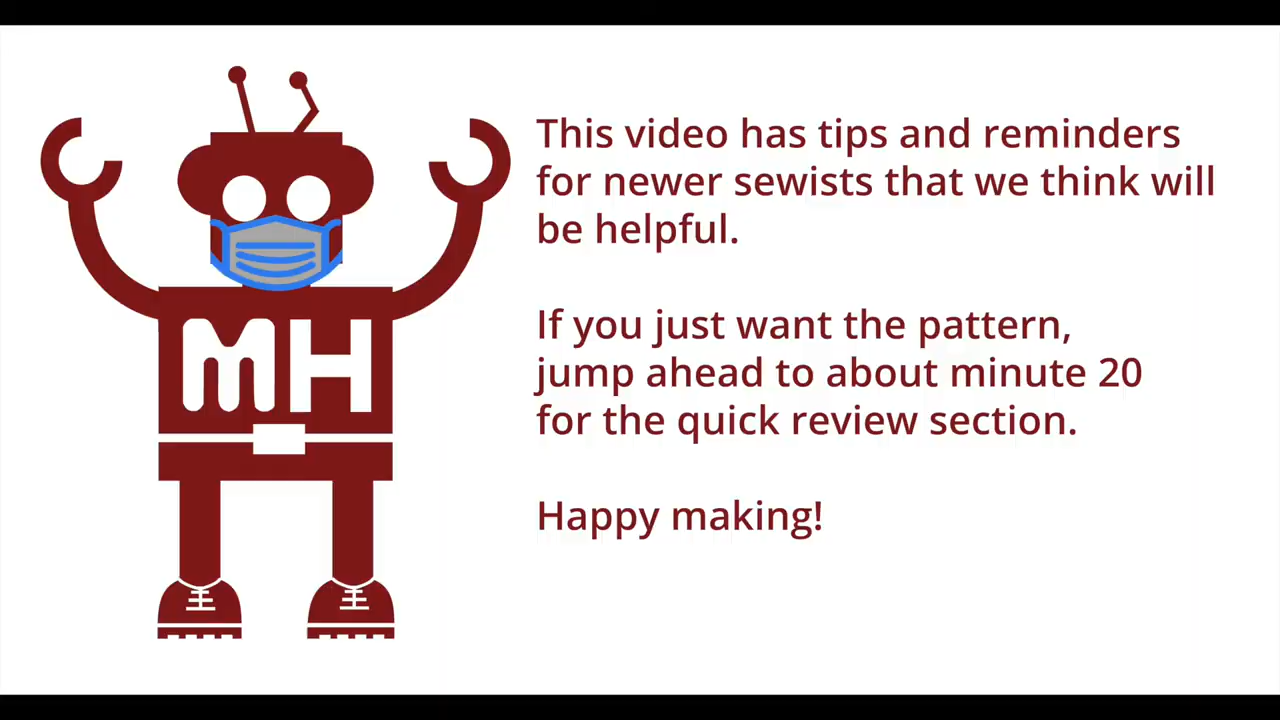 MH
This video has tips and reminders
for newer sewists that we think will
be helpful.
If you just want the pattern,
jump ahead to about minute 20
for the quick review section.
Happy making!